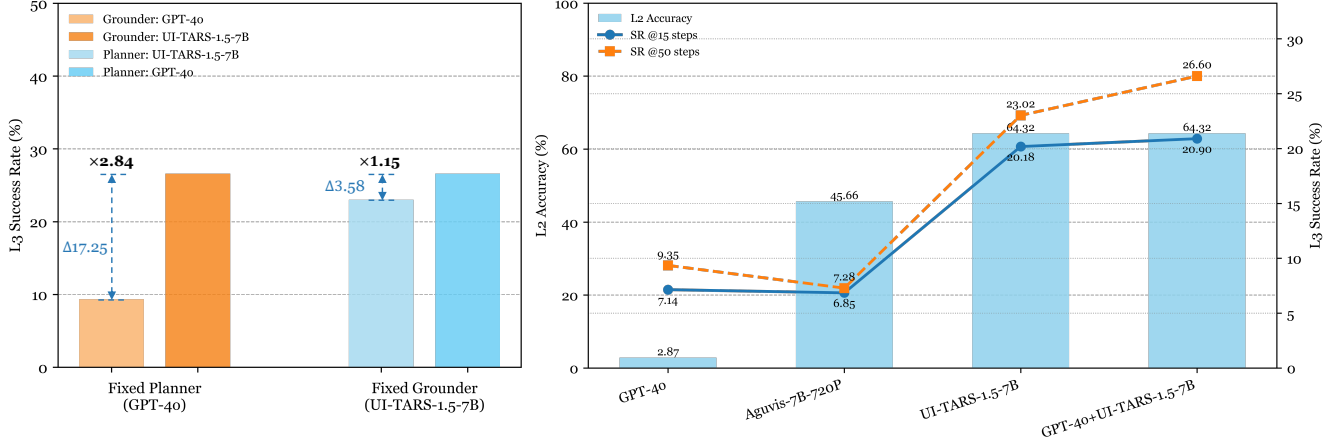 50
40
30
20
10
0
L3 Success Rate (%)
Grounder: GPT-4o
Grounder: UI-TARS-1.5-7B
Planner: UI-TARS-1.5-7B
Planner: GPT-4o
×2.84
Δ17.25
×1.15
Δ3.58
Fixed Planner
(GPT-4o)
Fixed Grounder
(UI-TARS-1.5-7B)
100
80
60
40
20
0
L2 Accuracy (%)
L2 Accuracy
SR @15 steps
SR @50 steps
9.35
7.14
2.87
45.66
7.28
6.85
23.02
64.32
20.18
26.60
64.32
20.90
GPT-4o
Aguvis-7B-720P
UI-TARS-1.5-7B
GPT-4o+UI-TARS-1.5-7B
30
25
20
15
10
5
0
L3 Success Rate (%)